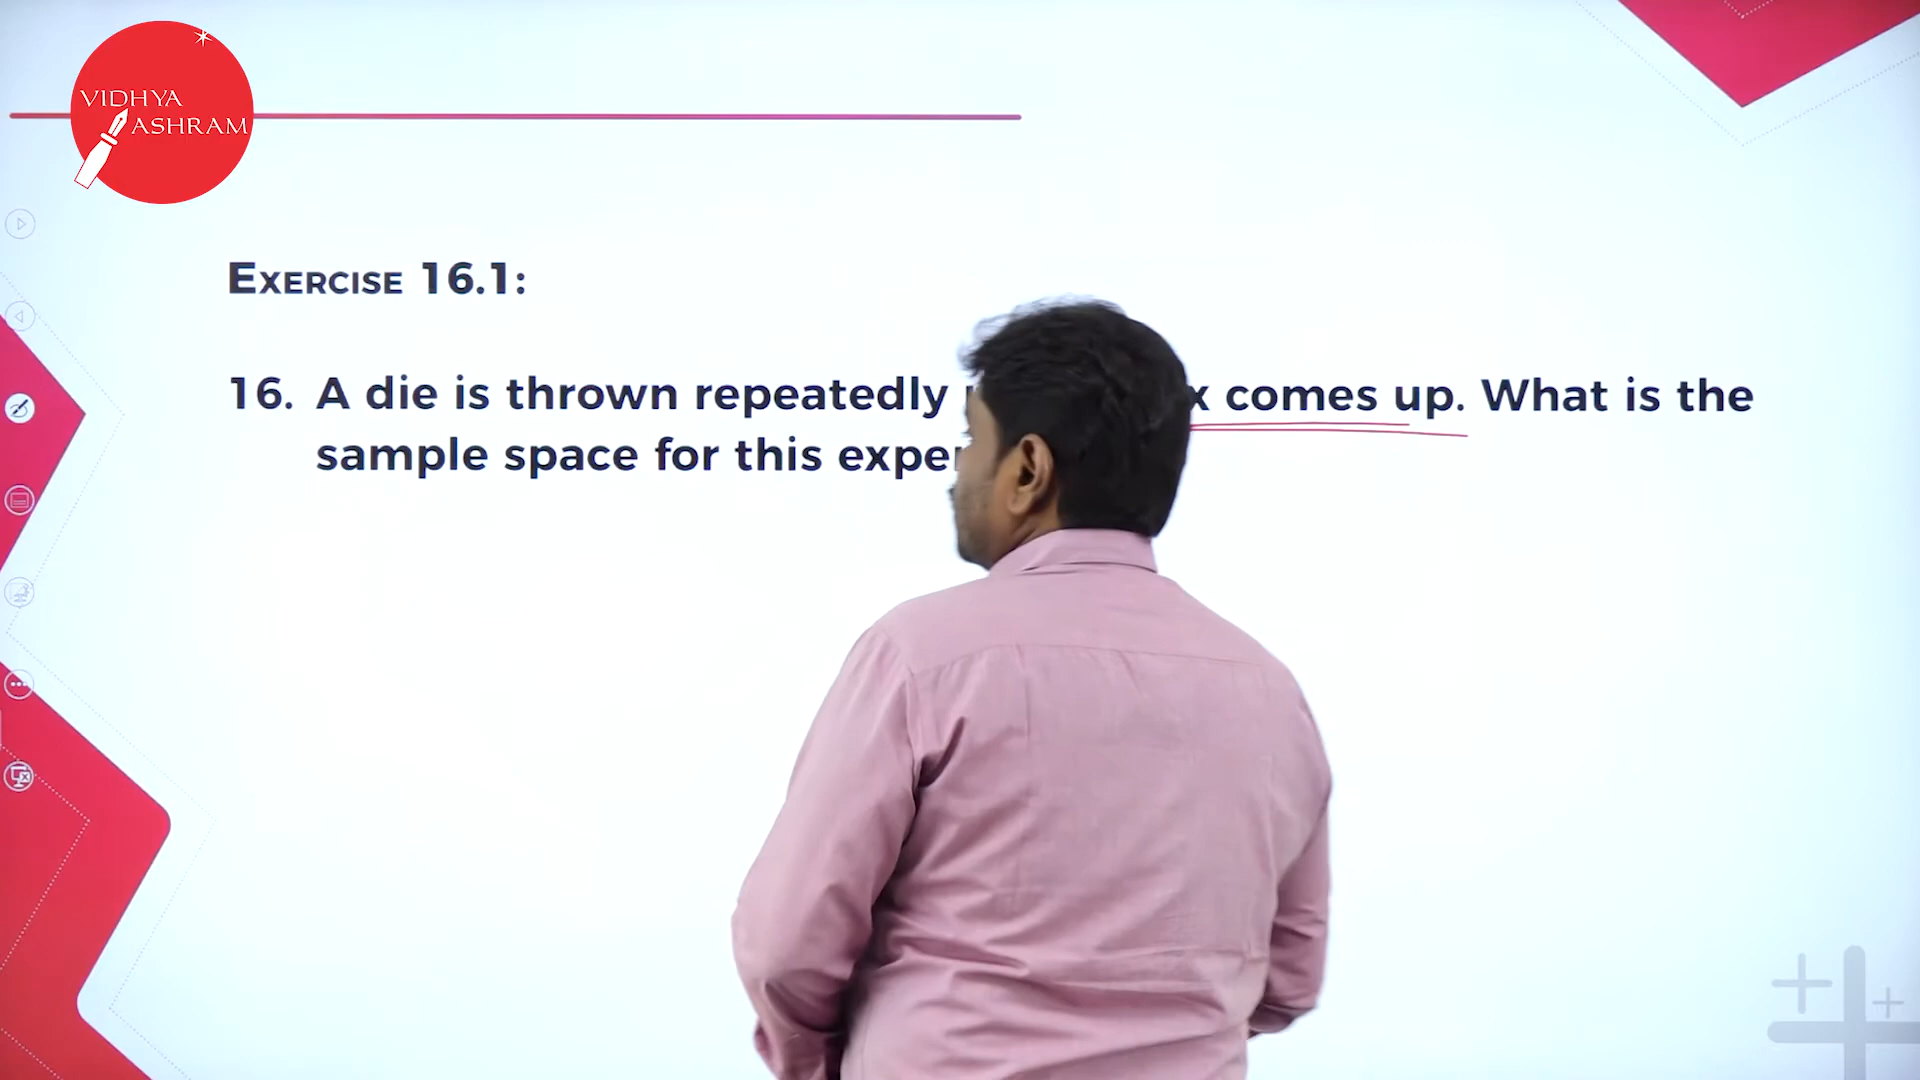 VIDHYA
ASHRAM
EXERCISE 16.1:
16. A die is thrown repeatedly comes up. What is the
sample space for this